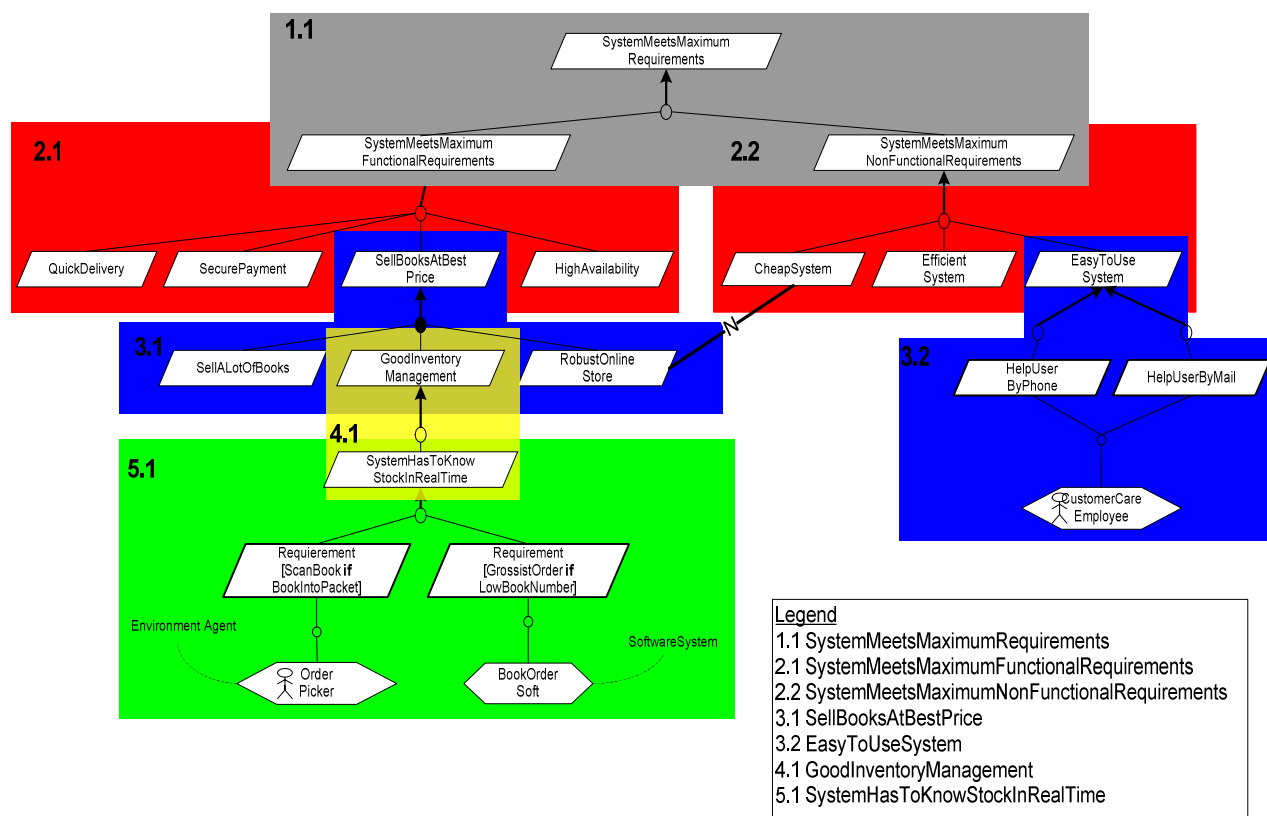 1.1
SystemMeetsMaximum
Requirements
SystemMeetsMaximum
FunctionalRequirements
SystemMeetsMaximum
NonFunctionalRequirements
2.1
2.2
QuickDelivery
SecurePayment
SellBooksAtBest
Price
HighAvailability
CheapSystem
Efficient
System
EasyToUse
System
N
3.1
SellALotOfBooks
GoodInventory
Management
RobustOnline
Store
3.2
HelpUser
ByPhone
HelpUserByMail
4.1
SystemHasToKnow
StockInRealTime
CustomerCare
Employee
5.1
Requierement
[ScanBook if
BookIntoPacket]
Requirement
[GrossistOrder if
LowBookNumber]
Environment Agent
SoftwareSystem
Order
Picker
BookOrder
Soft
Legend
1.1 SystemMeetsMaximumRequirements
2.1 SystemMeetsMaximumFunctionalRequirements
2.2 SystemMeetsMaximumNonFunctionalRequirements
3.1 SellBooksAtBestPrice
3.2 EasyToUseSystem
4.1 GoodInventoryManagement
5.1 SystemHasToKnowStockInRealTime